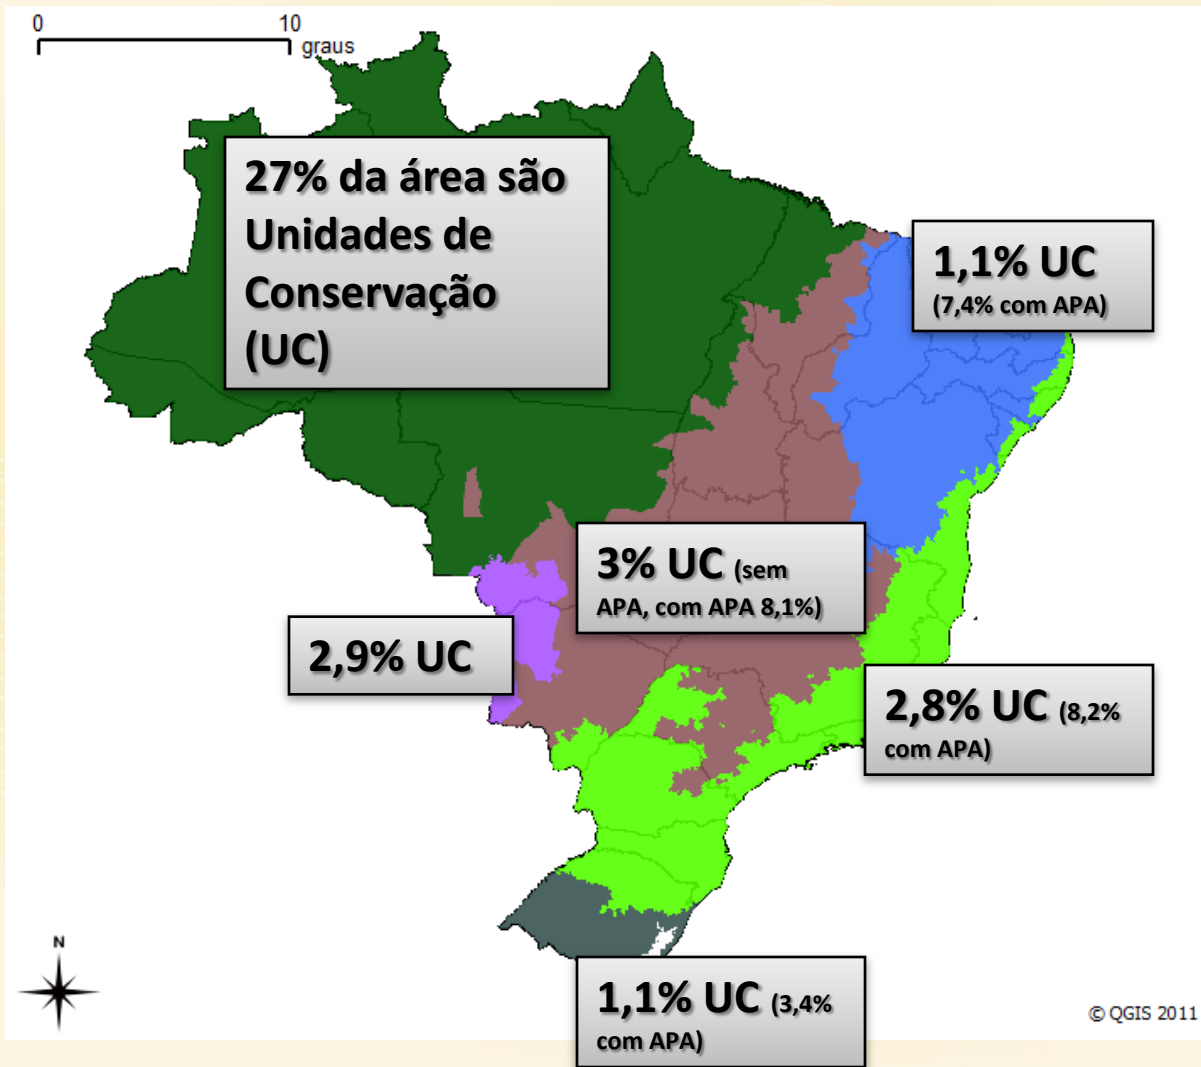 0 10
graus
27% da área são
Unidades de
Conservação
(UC)
1,1% UC
(7,4% com APA)
3% UC (sem
APA, com APA 8,1%)
2,9% UC
2,8% UC (8,2%
com APA)
N
1,1% UC (3,4%
com APA)
© QGIS 2011